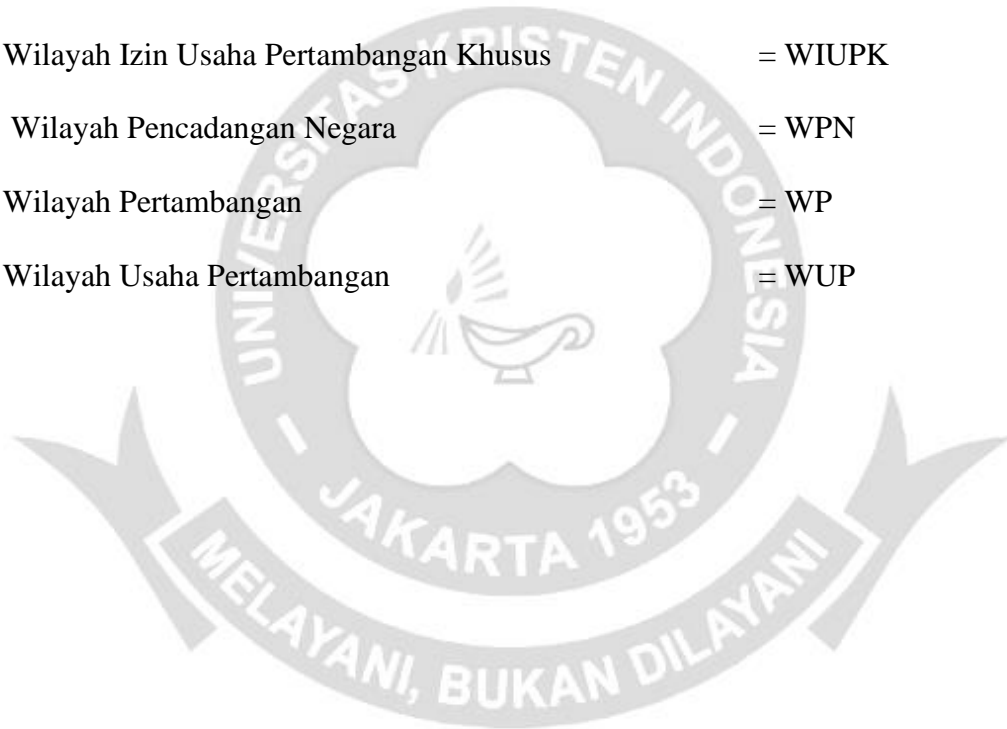 Wilayah Izin Usaha Pertambangan Khusus = WIUPK
Wilayah Pencadangan Negara = WPN
Wilayah Pertambangan = WP
Wilayah Usaha Pertambangan = WUP
UNIVERSITAS KRISTEN INDONESIA
- JAKARTA 1953 -
MELAYANI, BUKAN DILAYANI